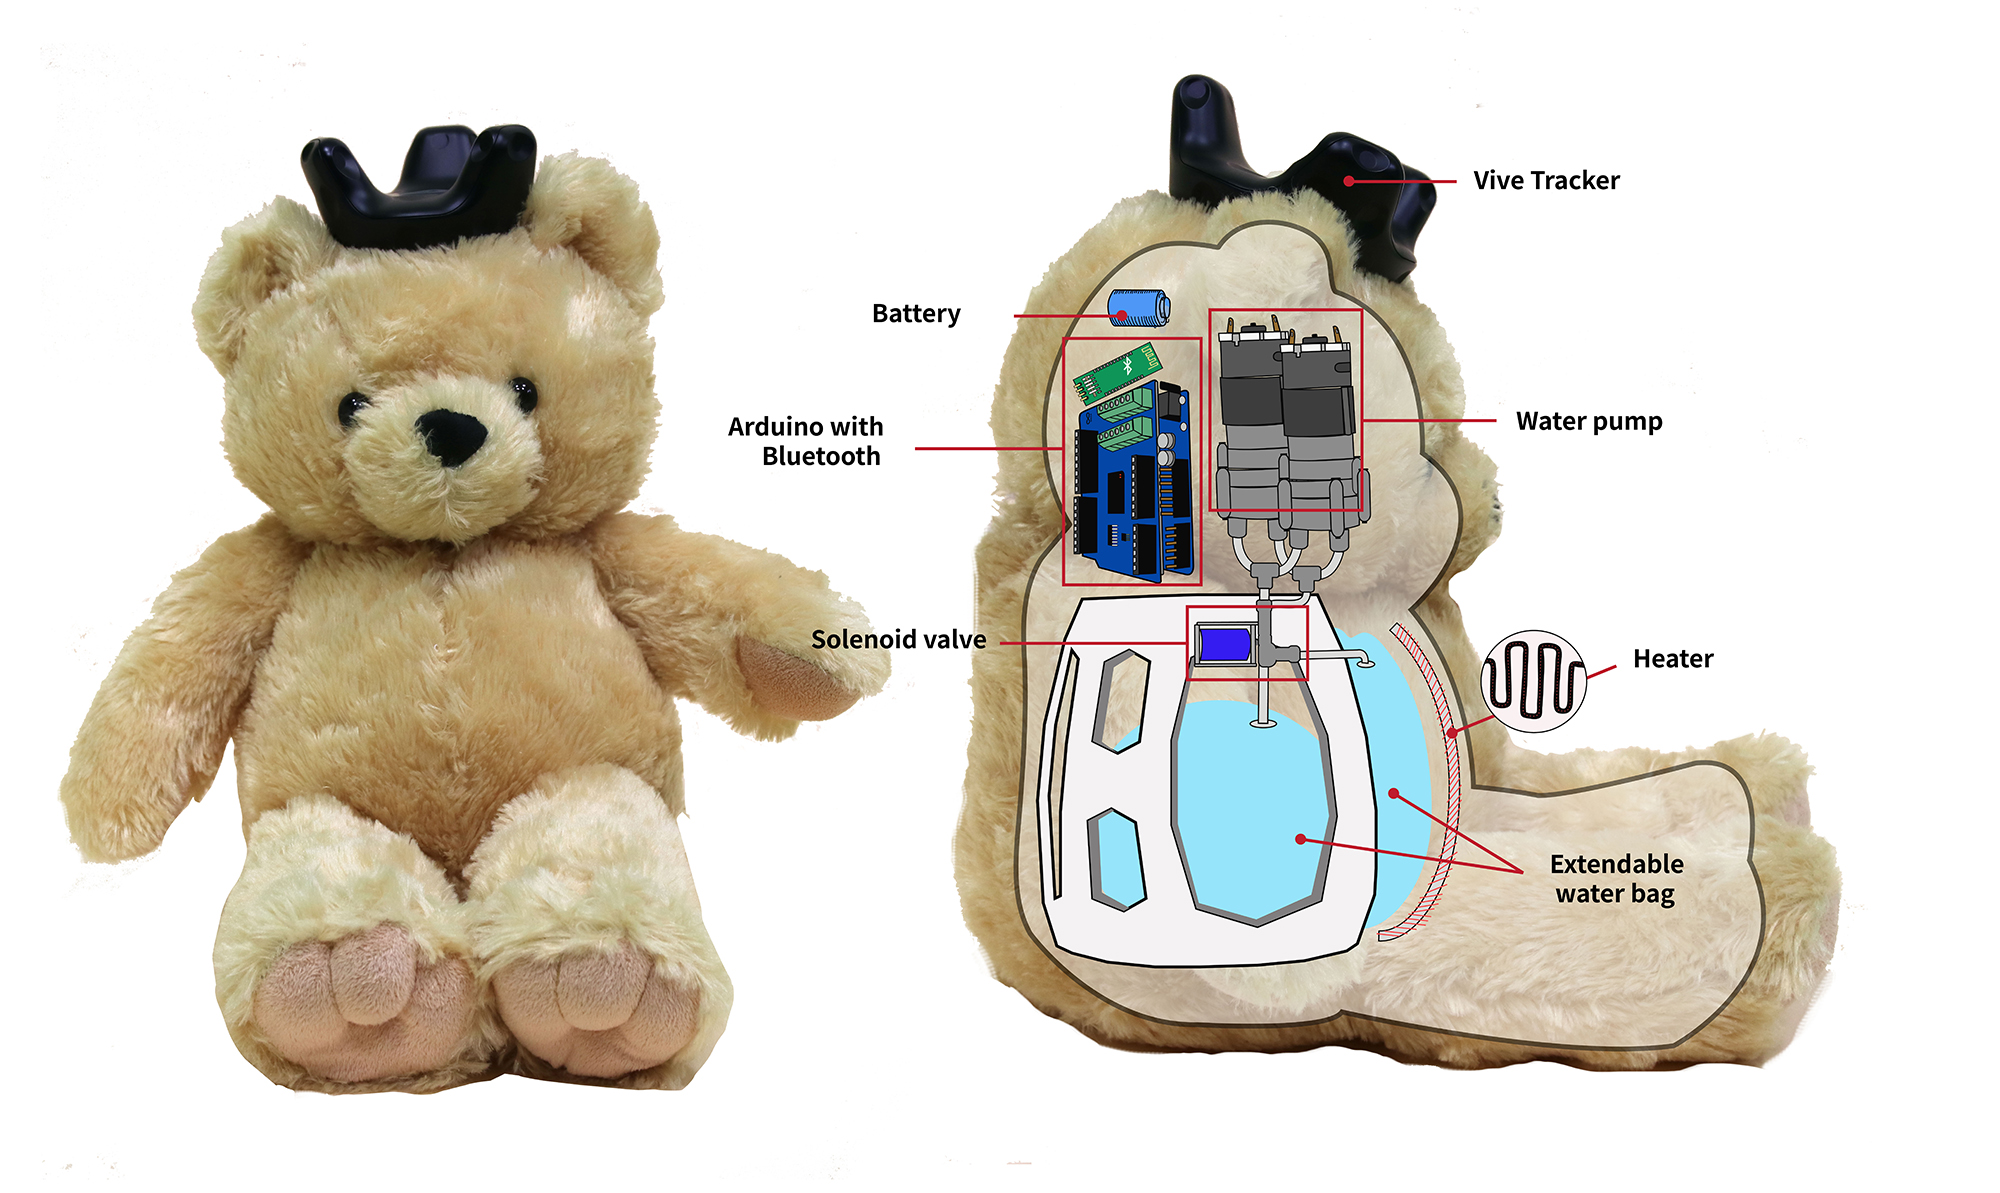 Vive Tracker
Battery
Water pump
Arduino with
Bluetooth
Solenoid valve
Heater
Extendable
water bag